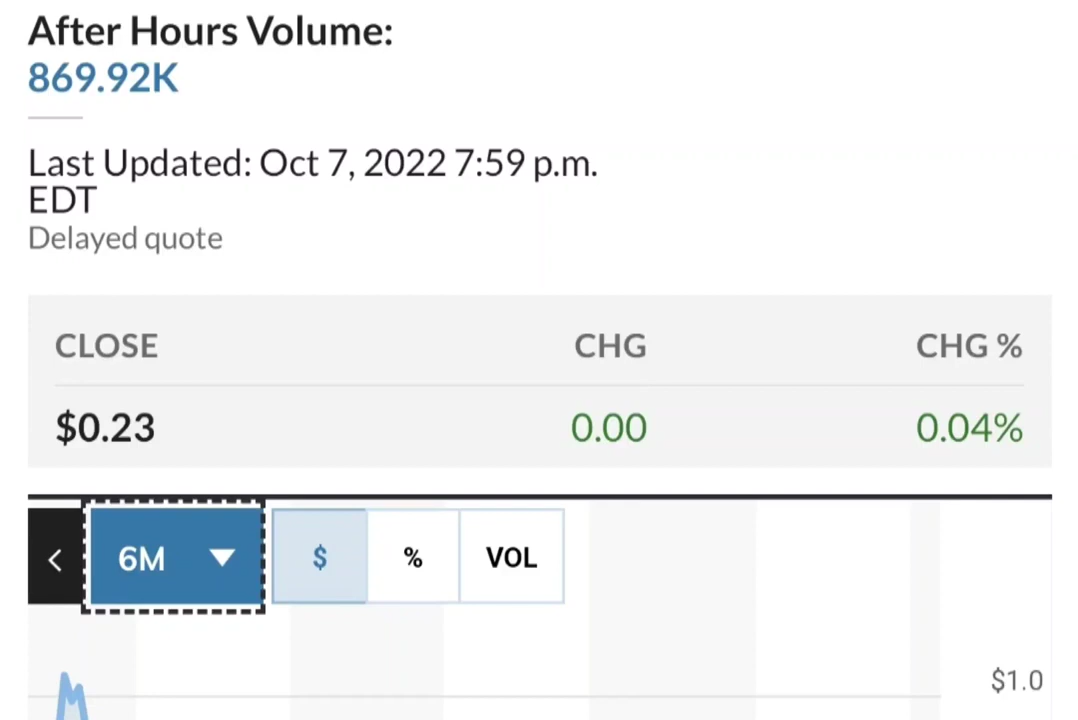 After Hours Volume:
869.92K
Last Updated: Oct 7, 2022 7:59 p.m.
EDT
Delayed quote
CLOSE CHG CHG %
$0.23 0.00 0.04%
6M $ % VOL
$1.0